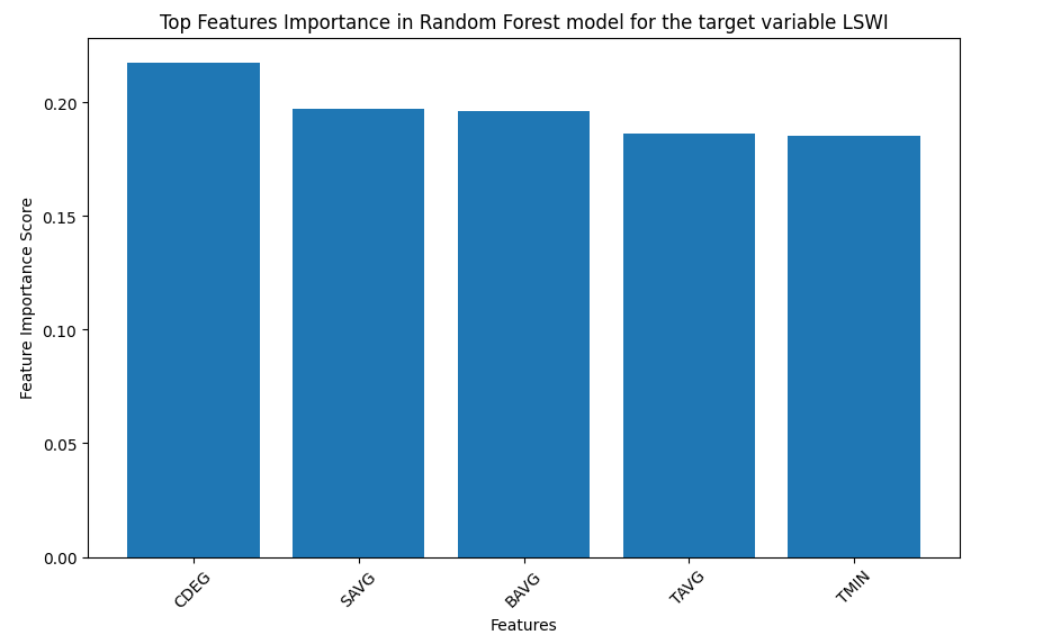 Top Features Importance in Random Forest model for the target variable LSWI
Feature Importance Score
0.20
0.15
0.10
0.05
0.00
CDEG
SAVG
BAVG
TAVG
TMIN
Features